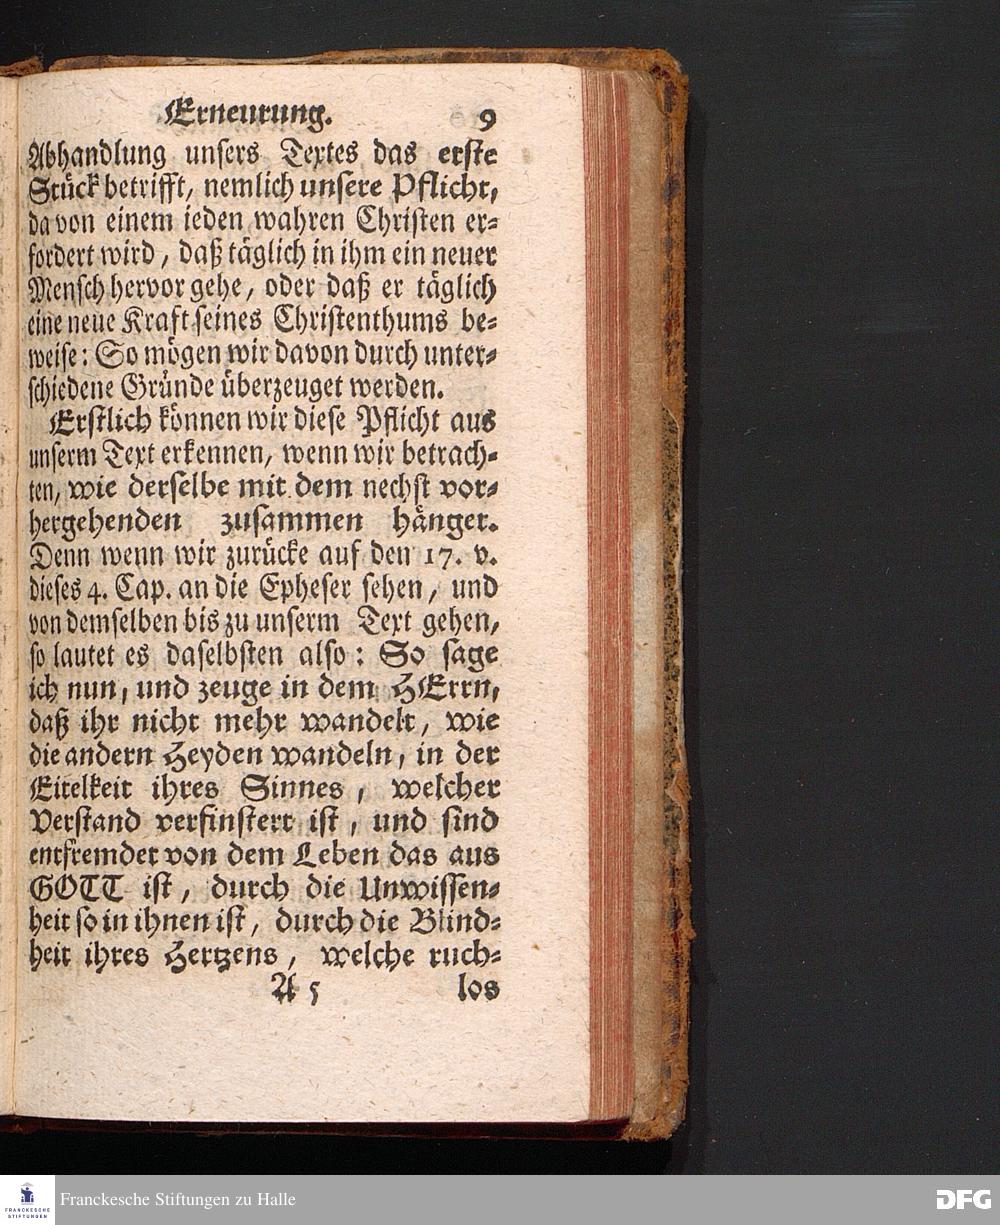 Erneurung. 9
Abhandlung unsers Textes das erste
Stück betrifft, nemlich unsere Pflicht,
da von einem ieden wahren Christen er-
fordert wird, daß täglich in ihm ein neuer
Mensch hervor gehe, oder daß er täglich
eine neue Kraft seines Christenthums be-
weise: So mögen wir davon durch unter-
schiedene Gründe überzeuget werden.
Erstlich können wir diese Pflicht aus
unserm Text erkennen, wenn wir betrach-
ten, wie derselbe mit dem nechst vor-
hergehenden zusammen hänget.
Denn wenn wir zurücke auf den 17. v.
dieses 4. Cap. an die Epheser sehen, und
von demselben bis zu unserm Text gehen,
so lautet es daselbsten also: So sage
ich nun, und zeuge in dem HErrn,
daß ihr nicht mehr wandelt, wie
die andern Heyden wandeln, in der
Eitelkeit ihres Sinnes, welcher
Verstand verfinstert ist, und sind
entfremdet von dem Leben das aus
GOTT ist, durch die Unwissen-
heit so in ihnen ist, durch die Blind-
heit ihres Hertzens, welche ruch-
A 5 los
FRANCKESCHE STIFTUNGEN
Franckesche Stiftungen zu Halle
DFG